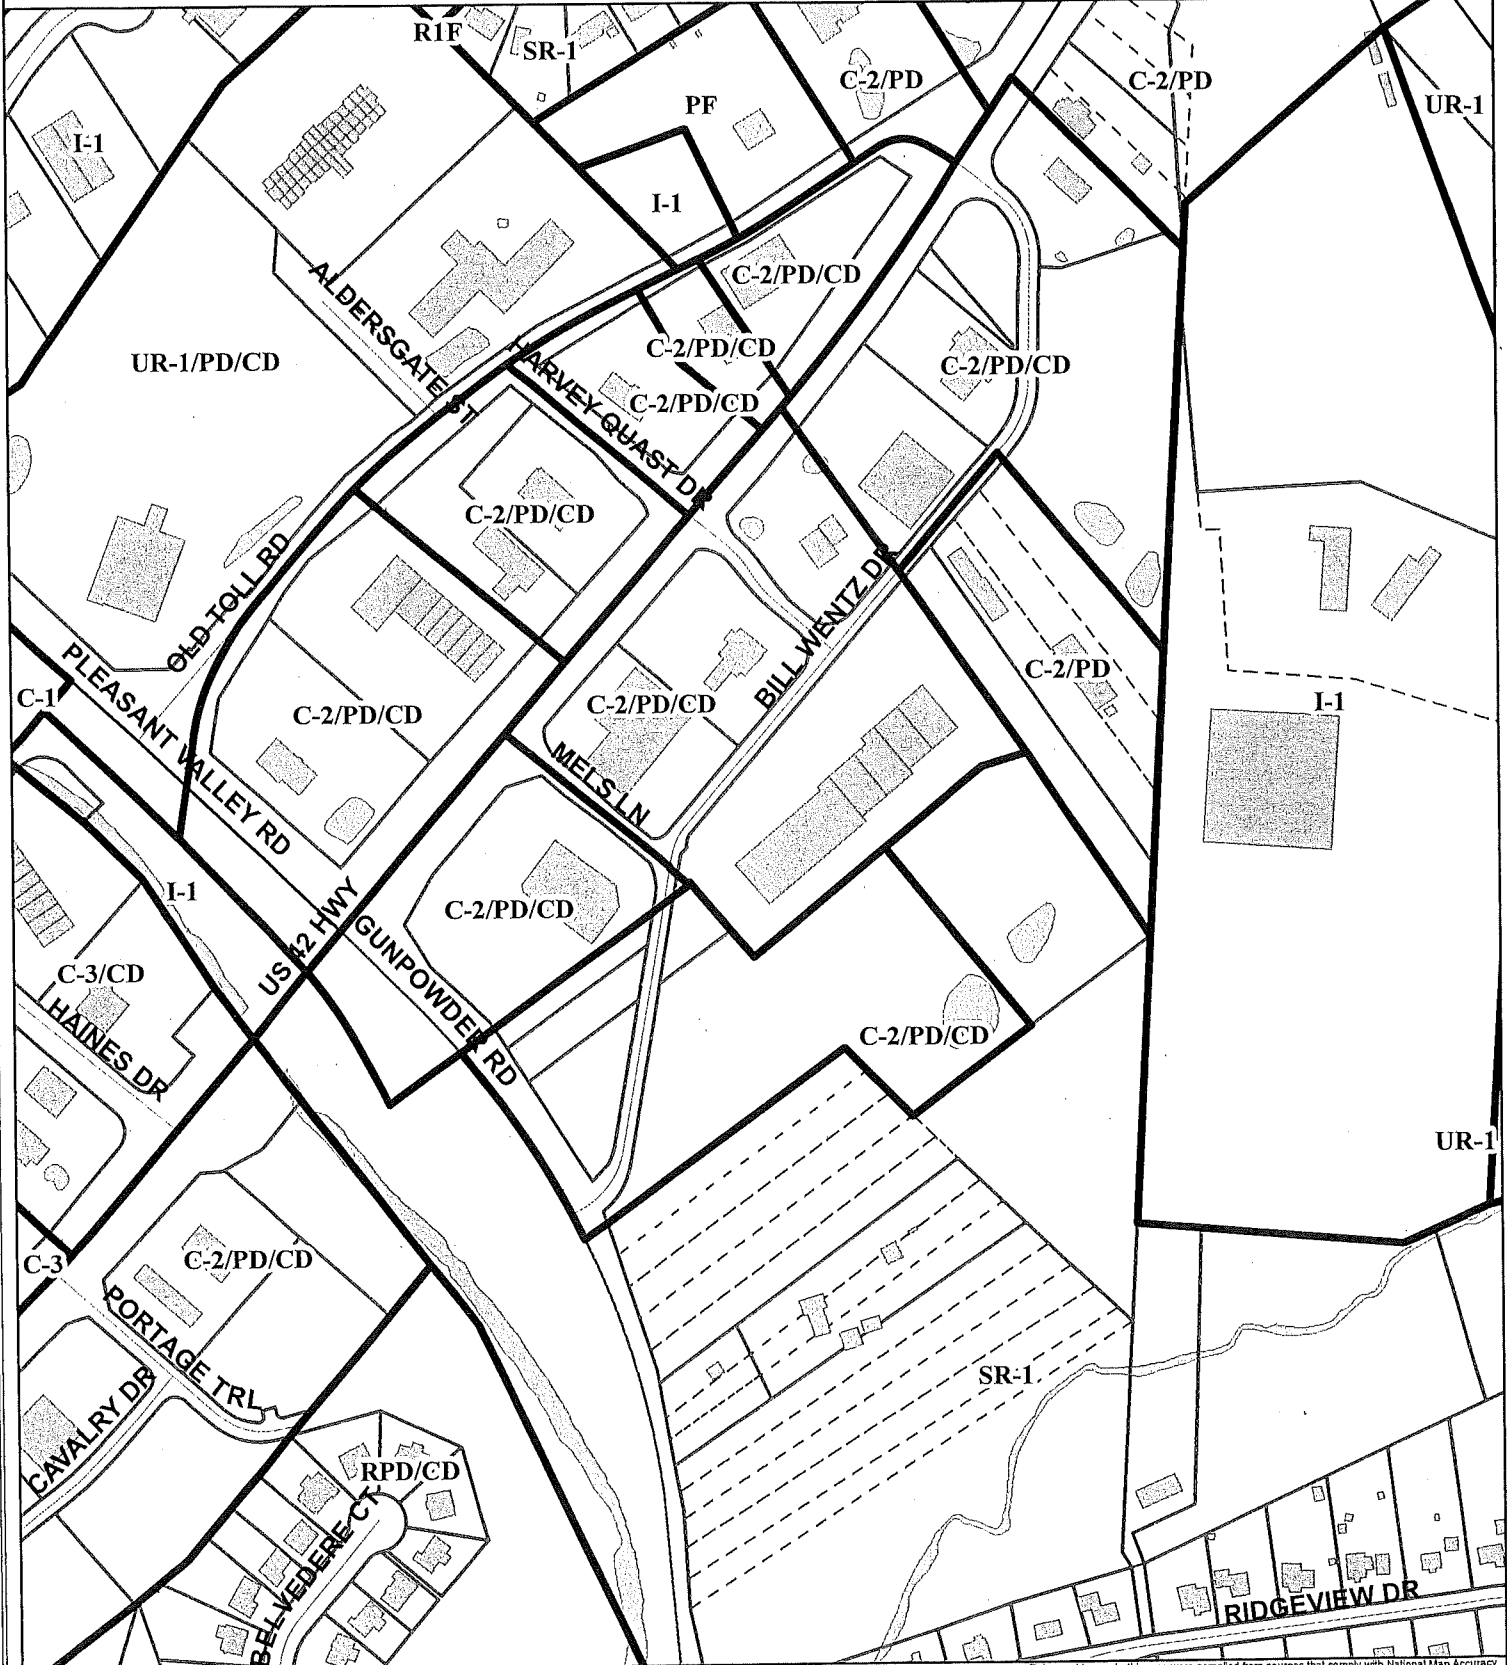 R1F
SR-1
C-2/PD
C-2/PD
UR-1
PF
I-1
I-1
C-2/PD/CD
ALDERSGATE ST
HARVEY QUAST DR
C-2/PD/CD
UR-1/PD/CD
C-2/PD/CD
C-2/PD/CD
C-2/PD/CD
OLD TOLL RD
BILL WENTZ DR
PLEASANT VALLEY RD
C-1
C-2/PD/CD
C-2/PD/CD
C-2/PD
I-1
MELS LN
I-1
US 42 HWY
GUNPOWDER RD
C-2/PD/CD
C-3/CD
HAINES DR
C-2/PD/CD
UR-1
C-3
C-2/PD/CD
PORTAGE TRL
CAVALRY DR
SR-1
RPD/CD
BELVEDERE CT
RIDGEVIEW DR